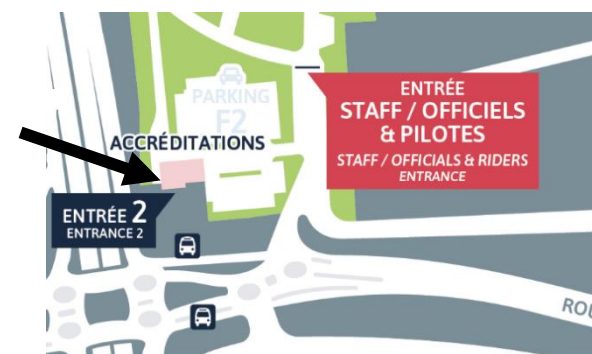 PARKING
F2
ACCRÉDITATIONS
ENTRÉE 2
ENTRANCE 2
ENTRÉE
STAFF / OFFICIELS
& PILOTES
STAFF / OFFICIALS & RIDERS
ENTRANCE